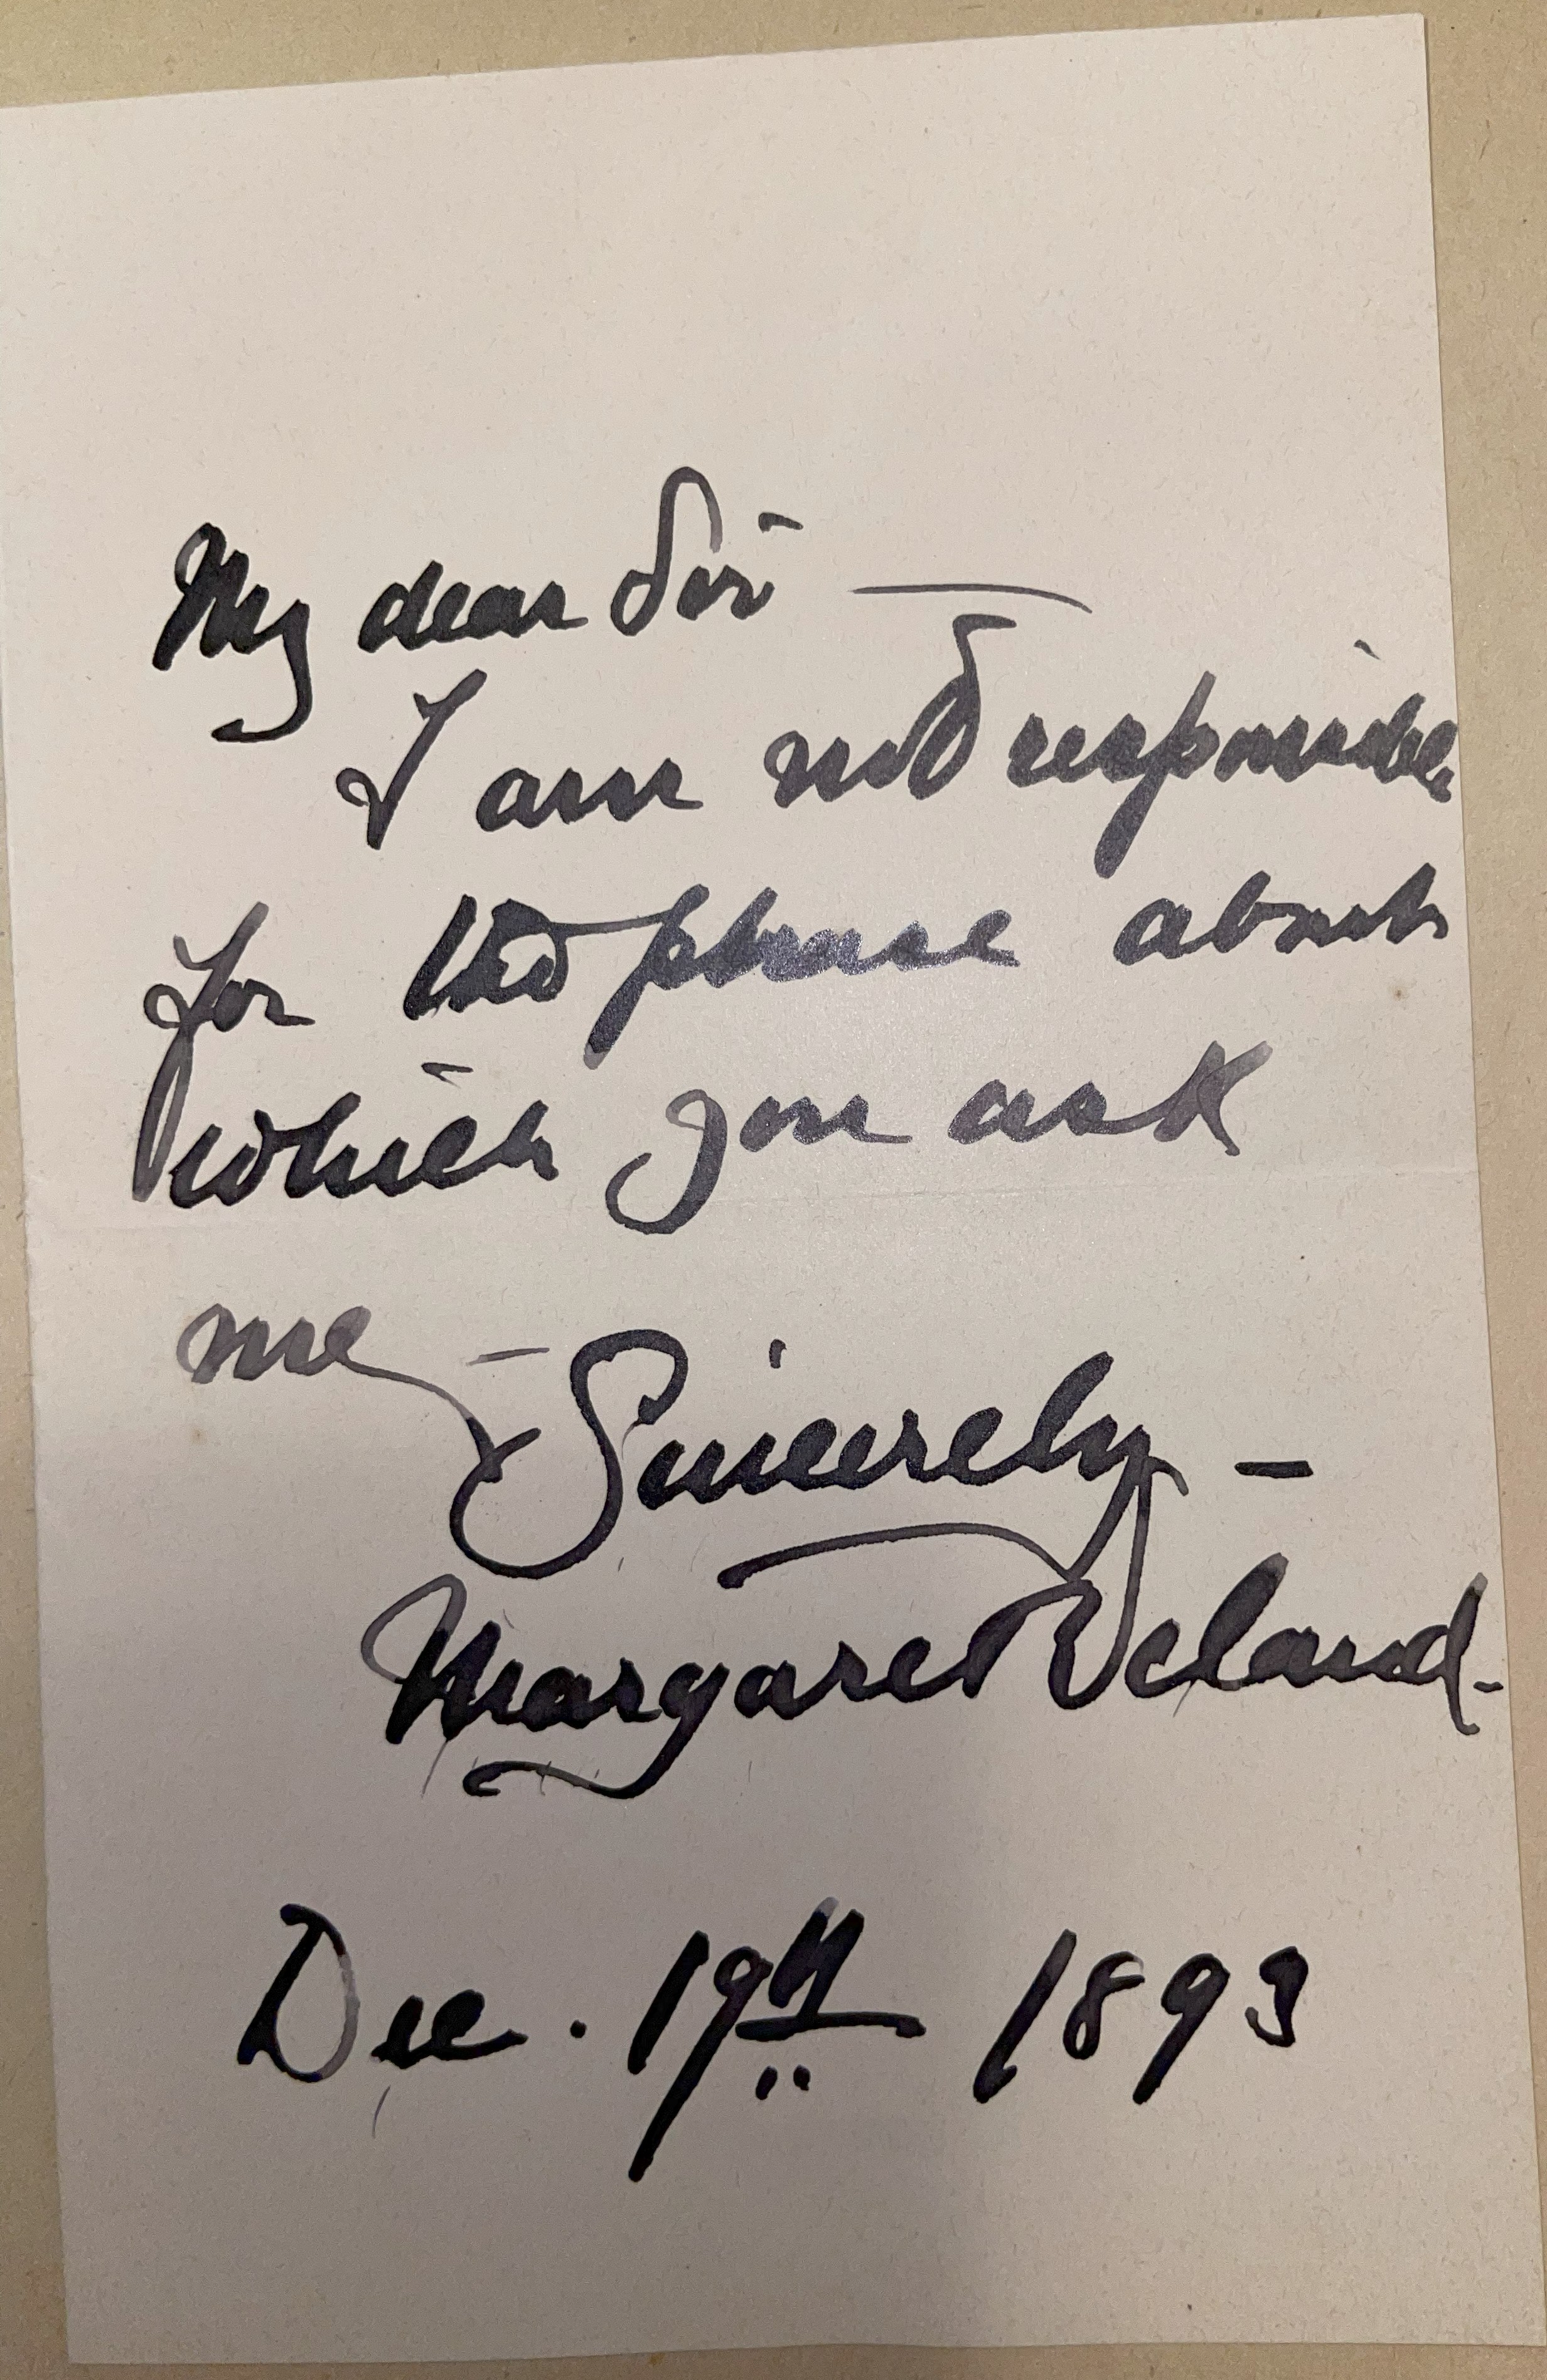 My dear Sir —
I am not responsible
for the phrase about
which you ask
me —
Sincerely —
Margaret Deland.
Dec. 19th 1893